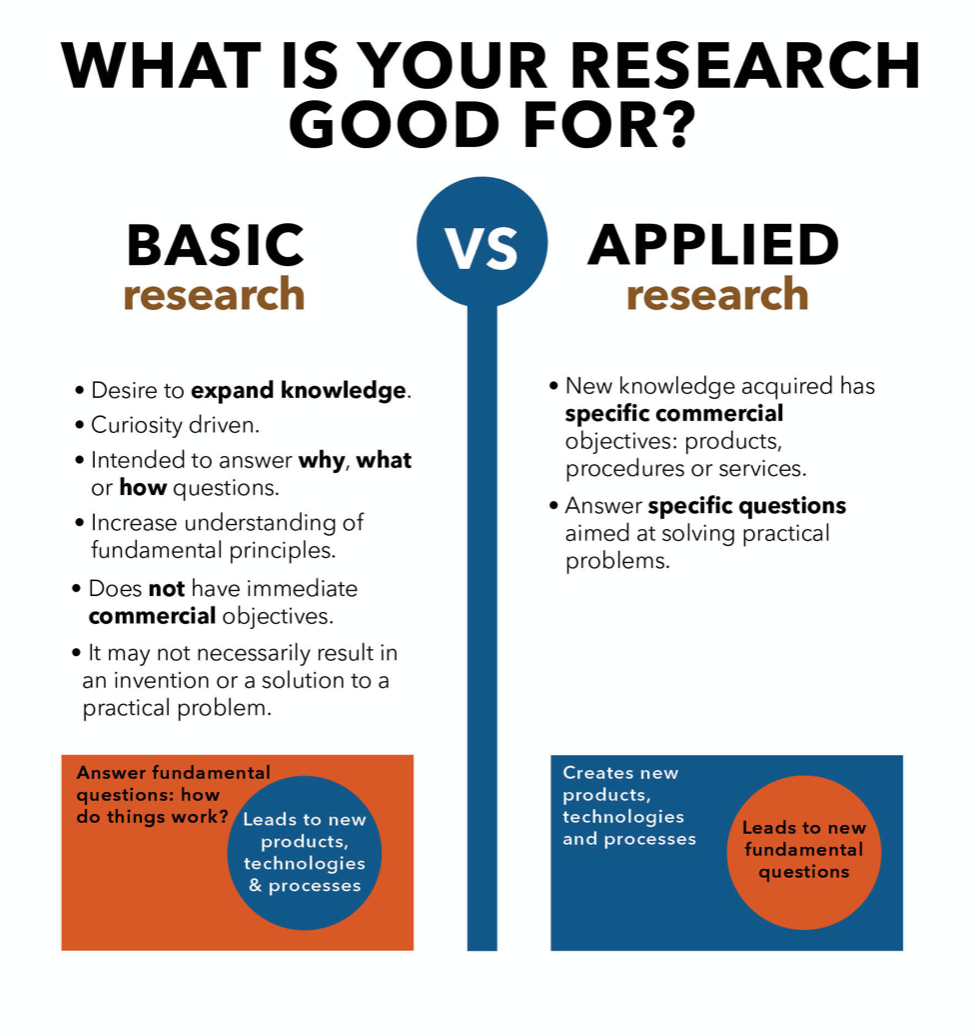 WHAT IS YOUR RESEARCH
GOOD FOR?
BASIC
research
VS
APPLIED
research
• Desire to expand knowledge.
• Curiosity driven.
• Intended to answer why, what
or how questions.
• Increase understanding of
fundamental principles.
• Does not have immediate
commercial objectives.
• It may not necessarily result in
an invention or a solution to a
practical problem.
• New knowledge acquired has
specific commercial
objectives: products,
procedures or services.
• Answer specific questions
aimed at solving practical
problems.
Answer fundamental
questions: how
do things work?
Leads to new
products,
technologies
& processes
Creates new
products,
technologies
and processes
Leads to new
fundamental
questions